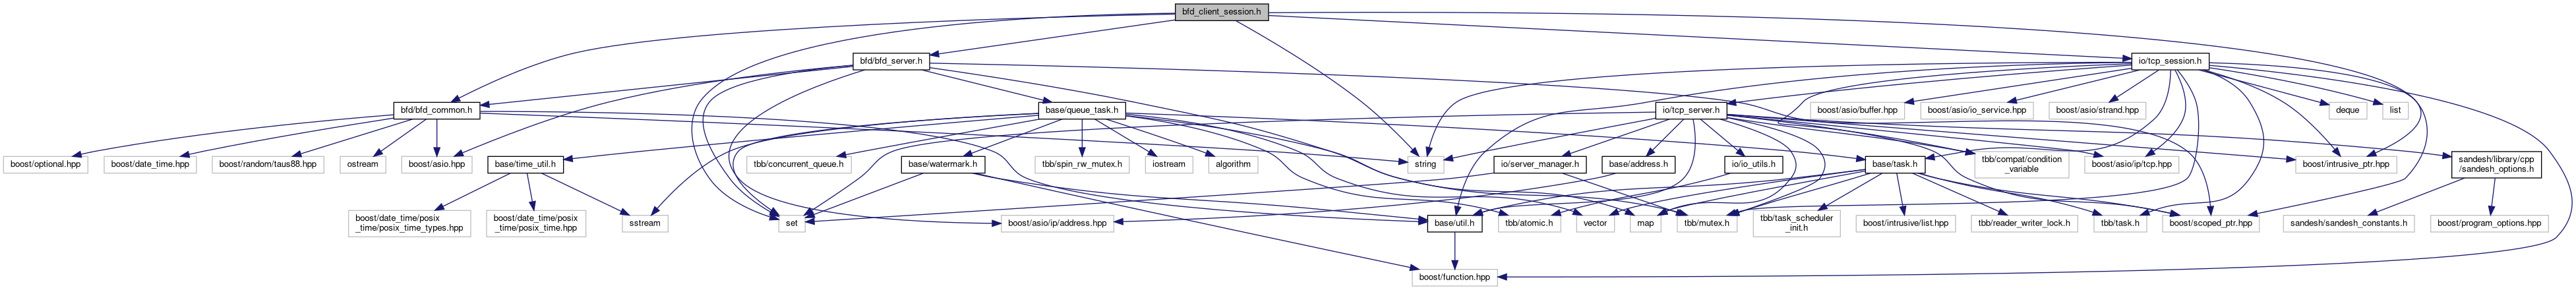 bfd_client_session.h
bfd/bfd_server.h
io/tcp_session.h
bfd/bfd_common.h
base/queue_task.h
io/tcp_server.h
boost/asio/buffer.hpp
boost/asio/io_service.hpp
boost/asio/strand.hpp
deque
list
boost/optional.hpp
boost/date_time.hpp
boost/random/taus88.hpp
ostream
boost/asio.hpp
base/time_util.h
tbb/concurrent_queue.h
base/watermark.h
tbb/spin_rw_mutex.h
iostream
algorithm
string
io/server_manager.h
base/address.h
io/io_utils.h
base/task.h
tbb/compat/condition
_variable
boost/asio/ip/tcp.hpp
boost/intrusive_ptr.hpp
sandesh/library/cpp
/sandesh_options.h
boost/date_time/posix
_time/posix_time_types.hpp
boost/date_time/posix
_time/posix_time.hpp
sstream
set
boost/asio/ip/address.hpp
base/util.h
tbb/atomic.h
vector
map
tbb/mutex.h
tbb/task_scheduler
_init.h
boost/intrusive/list.hpp
tbb/reader_writer_lock.h
tbb/task.h
boost/scoped_ptr.hpp
sandesh/sandesh_constants.h
boost/program_options.hpp
boost/function.hpp